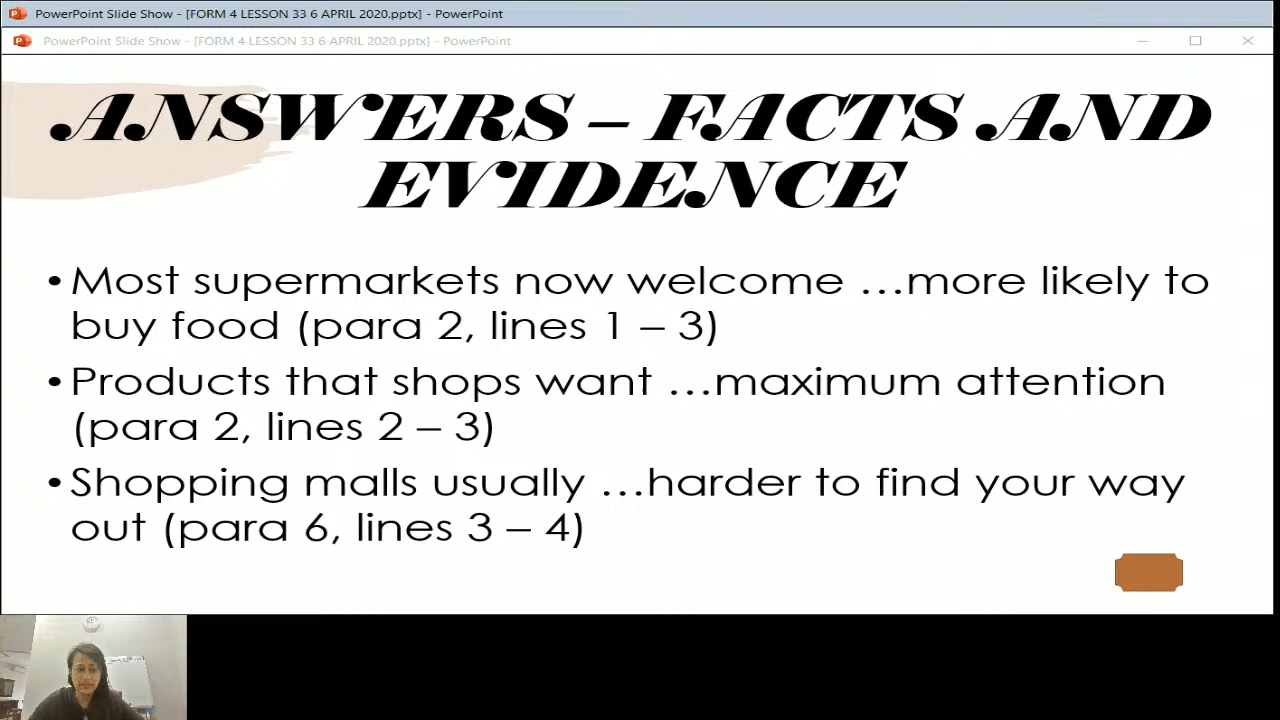 PowerPoint Slide Show - [FORM 4 LESSON 33 6 APRIL 2020.pptx] - PowerPoint
PowerPoint Slide Show - [FORM 4 LESSON 33 6 APRIL 2020.pptx] - PowerPoint
ANSWERS – FACTS AND
EVIDENCE
• Most supermarkets now welcome ...more likely to
buy food (para 2, lines 1 – 3)
• Products that shops want ...maximum attention
(para 2, lines 2 – 3)
• Shopping malls usually ...harder to find your way
out (para 6, lines 3 – 4)